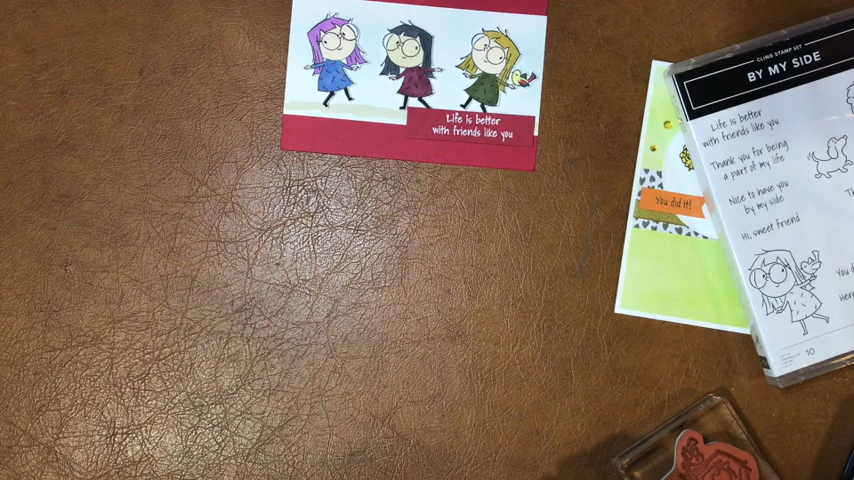 Life is better
with friends like you
You did it!
CLING STAMP SET
BY MY SIDE
Life is better
with friends like you
Thank you for being
a part of my life
Nice to have you
by my side
Hi, sweet friend
10